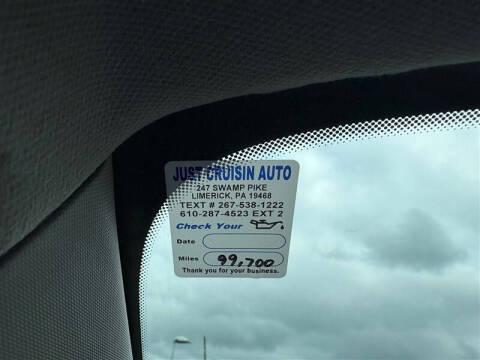 JUST CRUISIN AUTO
247 SWAMP PIKE
LIMERICK, PA 19468
TEXT # 267-538-1222
610-287-4523 EXT 2
Check Your
Date
Miles 99,700
Thank you for your business.